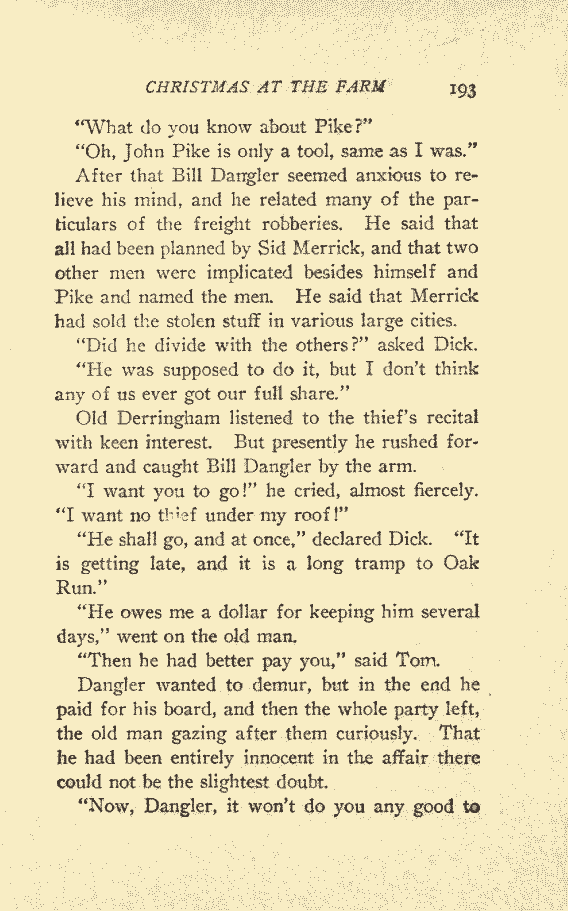 CHRISTMAS AT THE FARM 193
“What do you know about Pike?”
“Oh, John Pike is only a tool, same as I was.”
After that Bill Dangler seemed anxious to re-
lieve his mind, and he related many of the par-
ticulars of the freight robberies. He said that
all had been planned by Sid Merrick, and that two
other men were implicated besides himself and
Pike and named the men. He said that Merrick
had sold the stolen stuff in various large cities.
“Did he divide with the others?” asked Dick.
“He was supposed to do it, but I don’t think
any of us ever got our full share.”
Old Derringham listened to the thief’s recital
with keen interest. But presently he rushed for-
ward and caught Bill Dangler by the arm.
“I want you to go!” he cried, almost fiercely.
“I want no thief under my roof!”
“He shall go, and at once,” declared Dick. “It
is getting late, and it is a long tramp to Oak
Run.”
“He owes me a dollar for keeping him several
days,” went on the old man.
“Then he had better pay you,” said Tom.
Dangler wanted to demur, but in the end he
paid for his board, and then the whole party left,
the old man gazing after them curiously. That
he had been entirely innocent in the affair there
could not be the slightest doubt.
“Now, Dangler, it won’t do you any good to